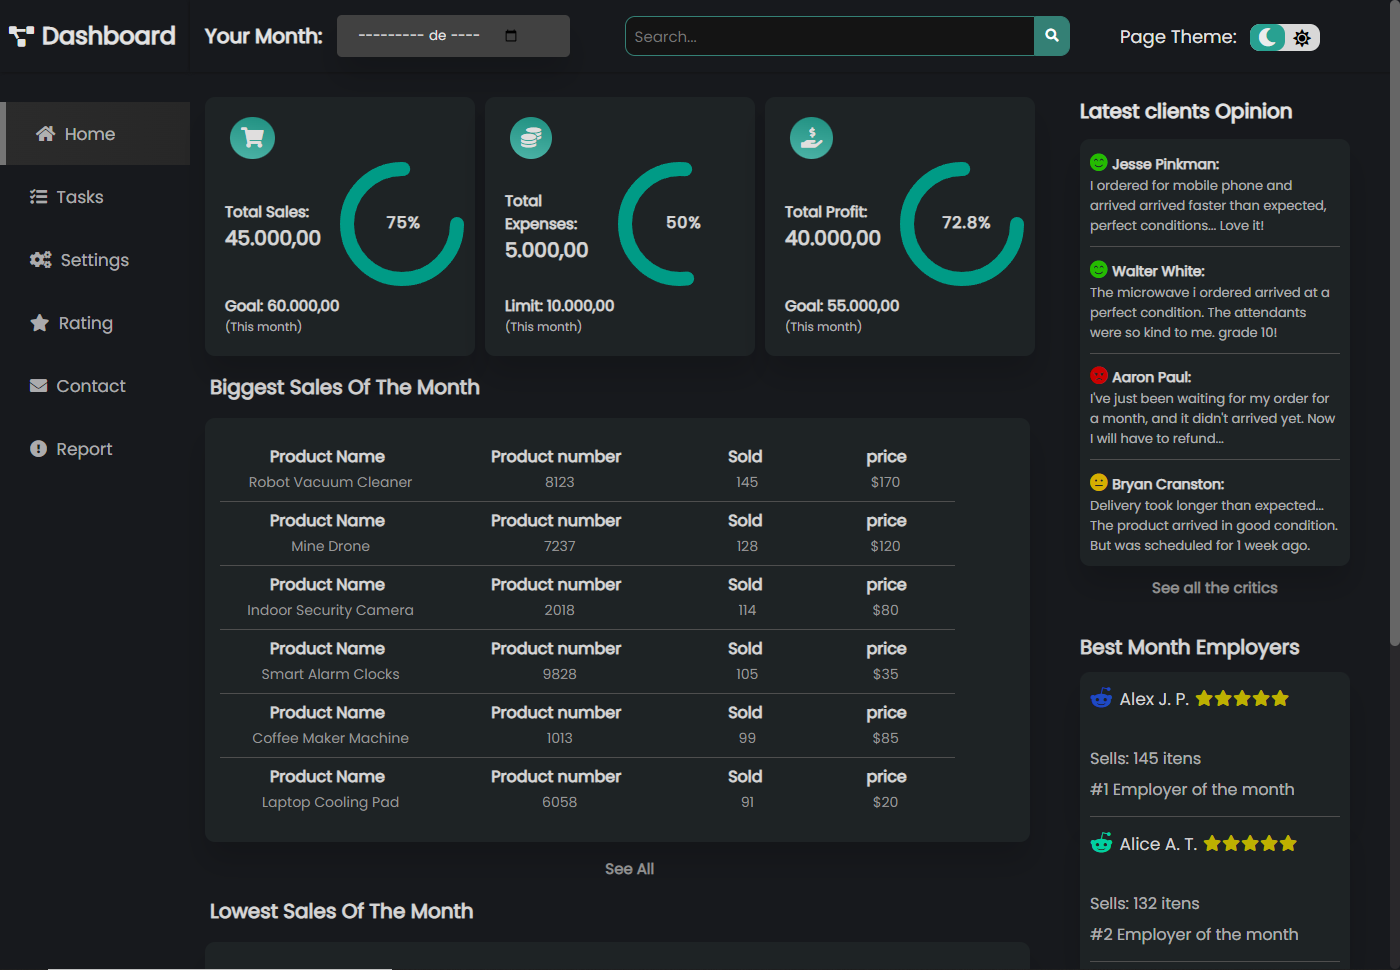 Dashboard
Your Month:
--------- de ----
Search...
Page Theme:
Home
Tasks
Settings
Rating
Contact
Report
Total Sales:
45.000,00
75%
Goal: 60.000,00
(This month)
Total
Expenses:
5.000,00
50%
Limit: 10.000,00
(This month)
Total Profit:
40.000,00
72.8%
Goal: 55.000,00
(This month)
Biggest Sales Of The Month
Product Name Product number Sold price
Robot Vacuum Cleaner 8123 145 $170
Product Name Product number Sold price
Mine Drone 7237 128 $120
Product Name Product number Sold price
Indoor Security Camera 2018 114 $80
Product Name Product number Sold price
Smart Alarm Clocks 9828 105 $35
Product Name Product number Sold price
Coffee Maker Machine 1013 99 $85
Product Name Product number Sold price
Laptop Cooling Pad 6058 91 $20
See All
Lowest Sales Of The Month
Latest clients Opinion
Jesse Pinkman:
I ordered for mobile phone and
arrived arrived faster than expected,
perfect conditions... Love it!
Walter White:
The microwave i ordered arrived at a
perfect condition. The attendants
were so kind to me. grade 10!
Aaron Paul:
I've just been waiting for my order for
a month, and it didn't arrived yet. Now
I will have to refund...
Bryan Cranston:
Delivery took longer than expected...
The product arrived in good condition.
But was scheduled for 1 week ago.
See all the critics
Best Month Employers
Alex J. P.
Sells: 145 itens
#1 Employer of the month
Alice A. T.
Sells: 132 itens
#2 Employer of the month